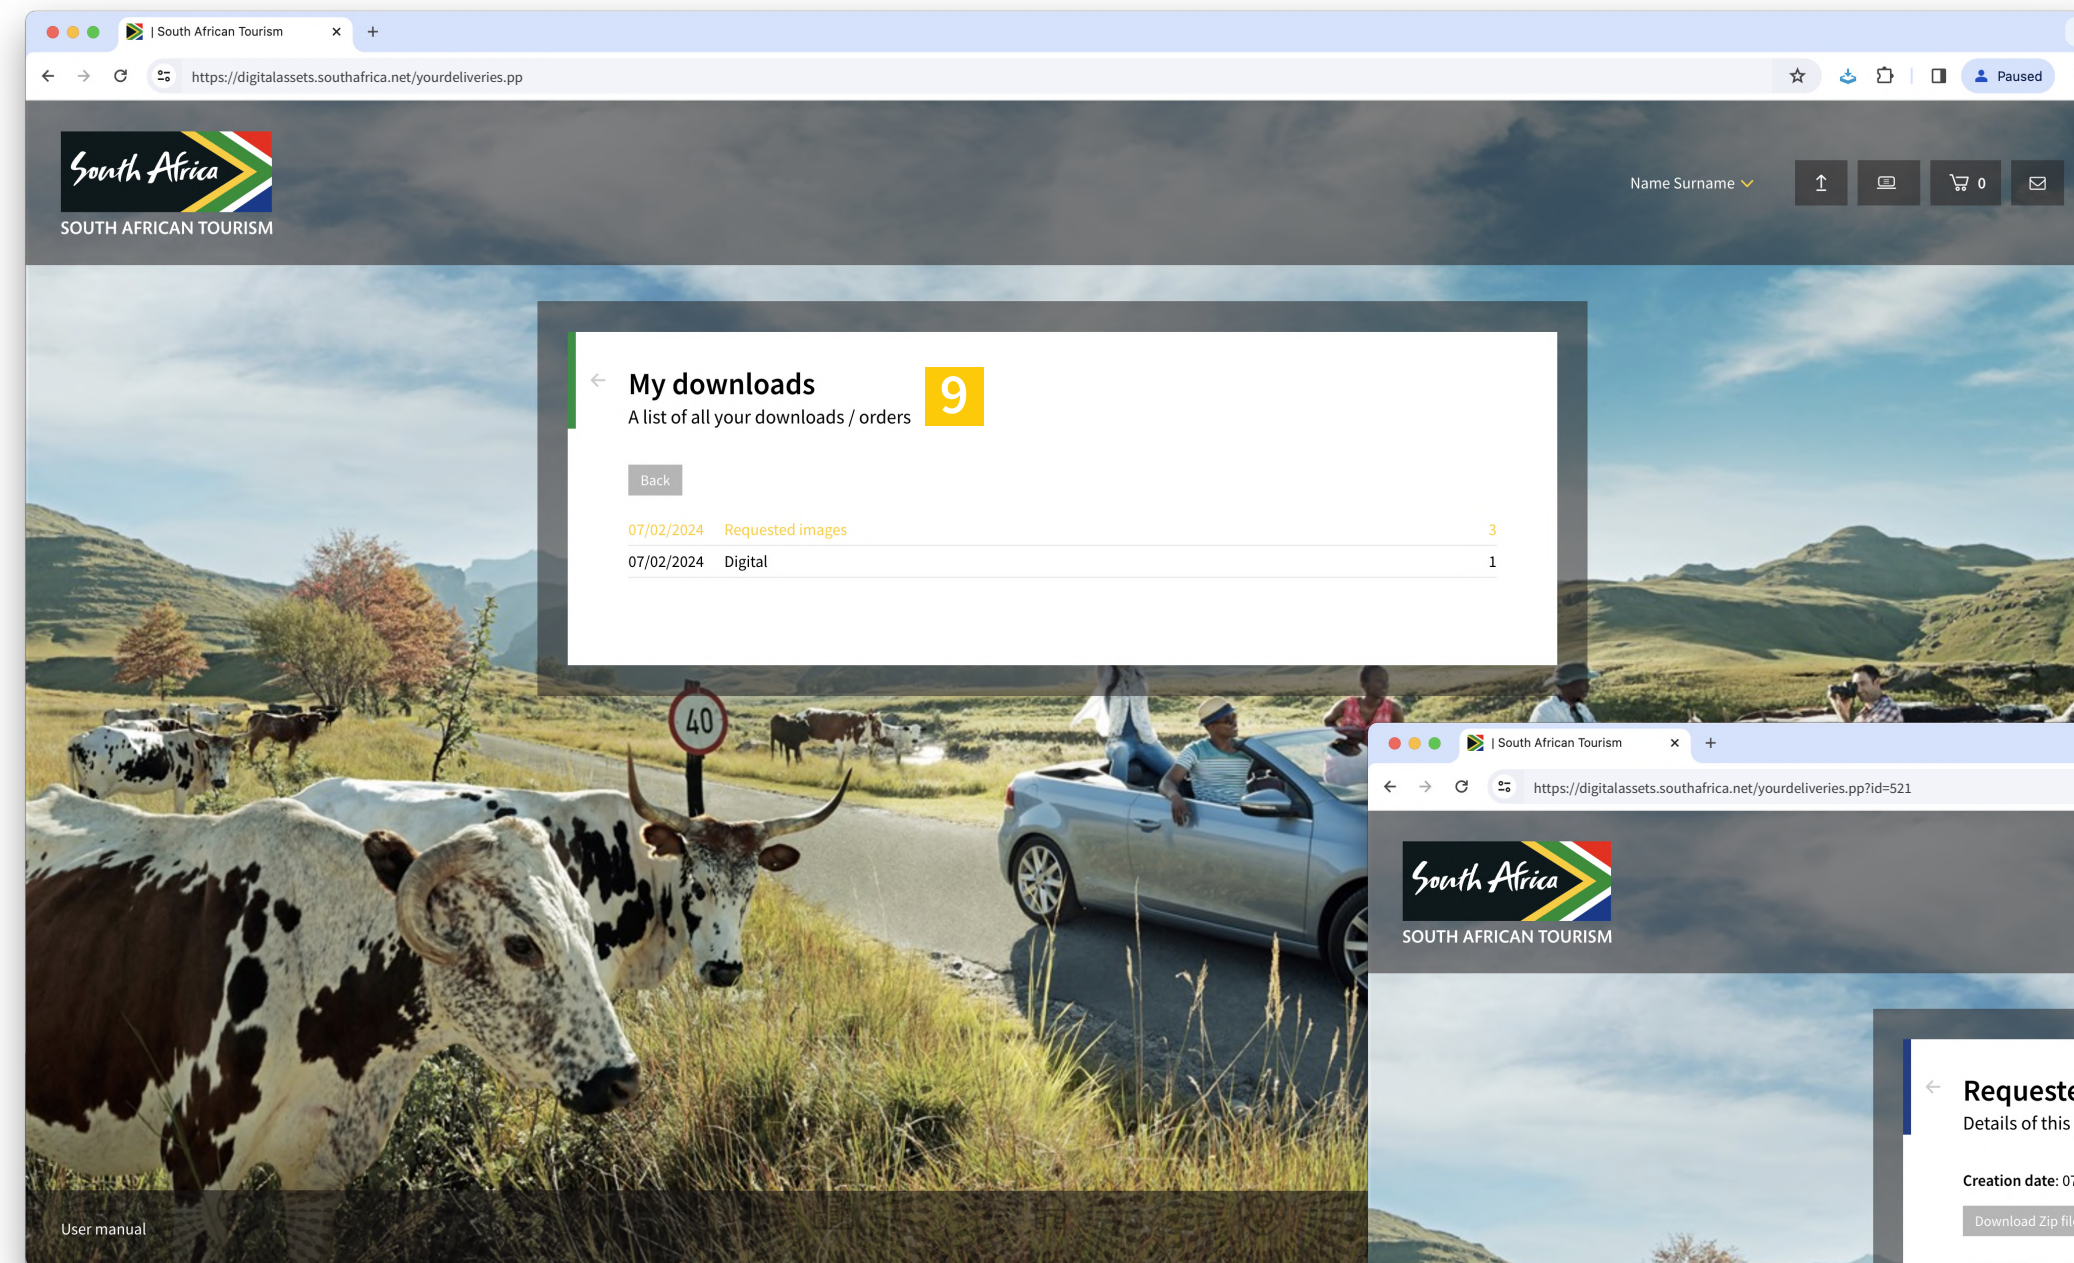 | South African Tourism
https://digitalassets.southafrica.net/yourdeliveries.pp
Paused
South Africa
SOUTH AFRICAN TOURISM
Name Surname
0
My downloads
A list of all your downloads / orders
9
Back
07/02/2024 Requested images 3
07/02/2024 Digital 1
40
| South African Tourism
https://digitalassets.southafrica.net/yourdeliveries.pp?id=521
South Africa
SOUTH AFRICAN TOURISM
Details of this
Creation date: 07
Download Zip
User manual